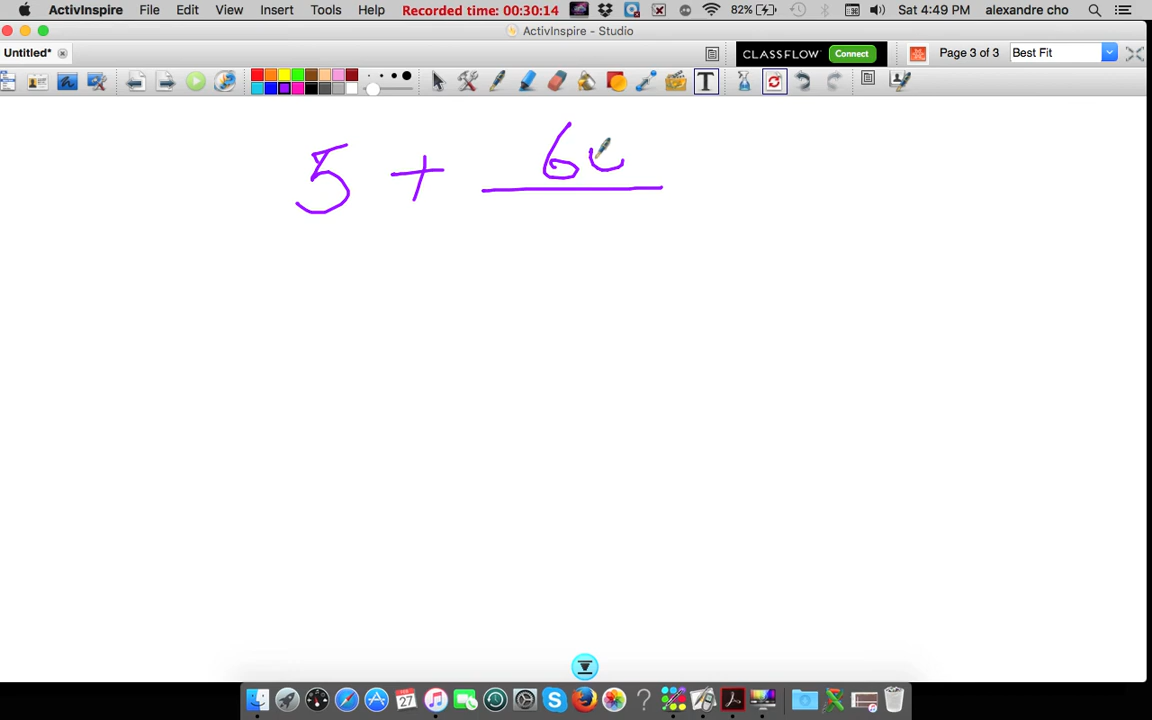 ActivInspire File Edit View Insert Tools Help Recorded time: 00:30:14 82% Sat 4:49 PM alexandre cho
ActivInspire - Studio
Untitled* CLASSFLOW Connect Page 3 of 3 Best Fit
T
5 + 6
27